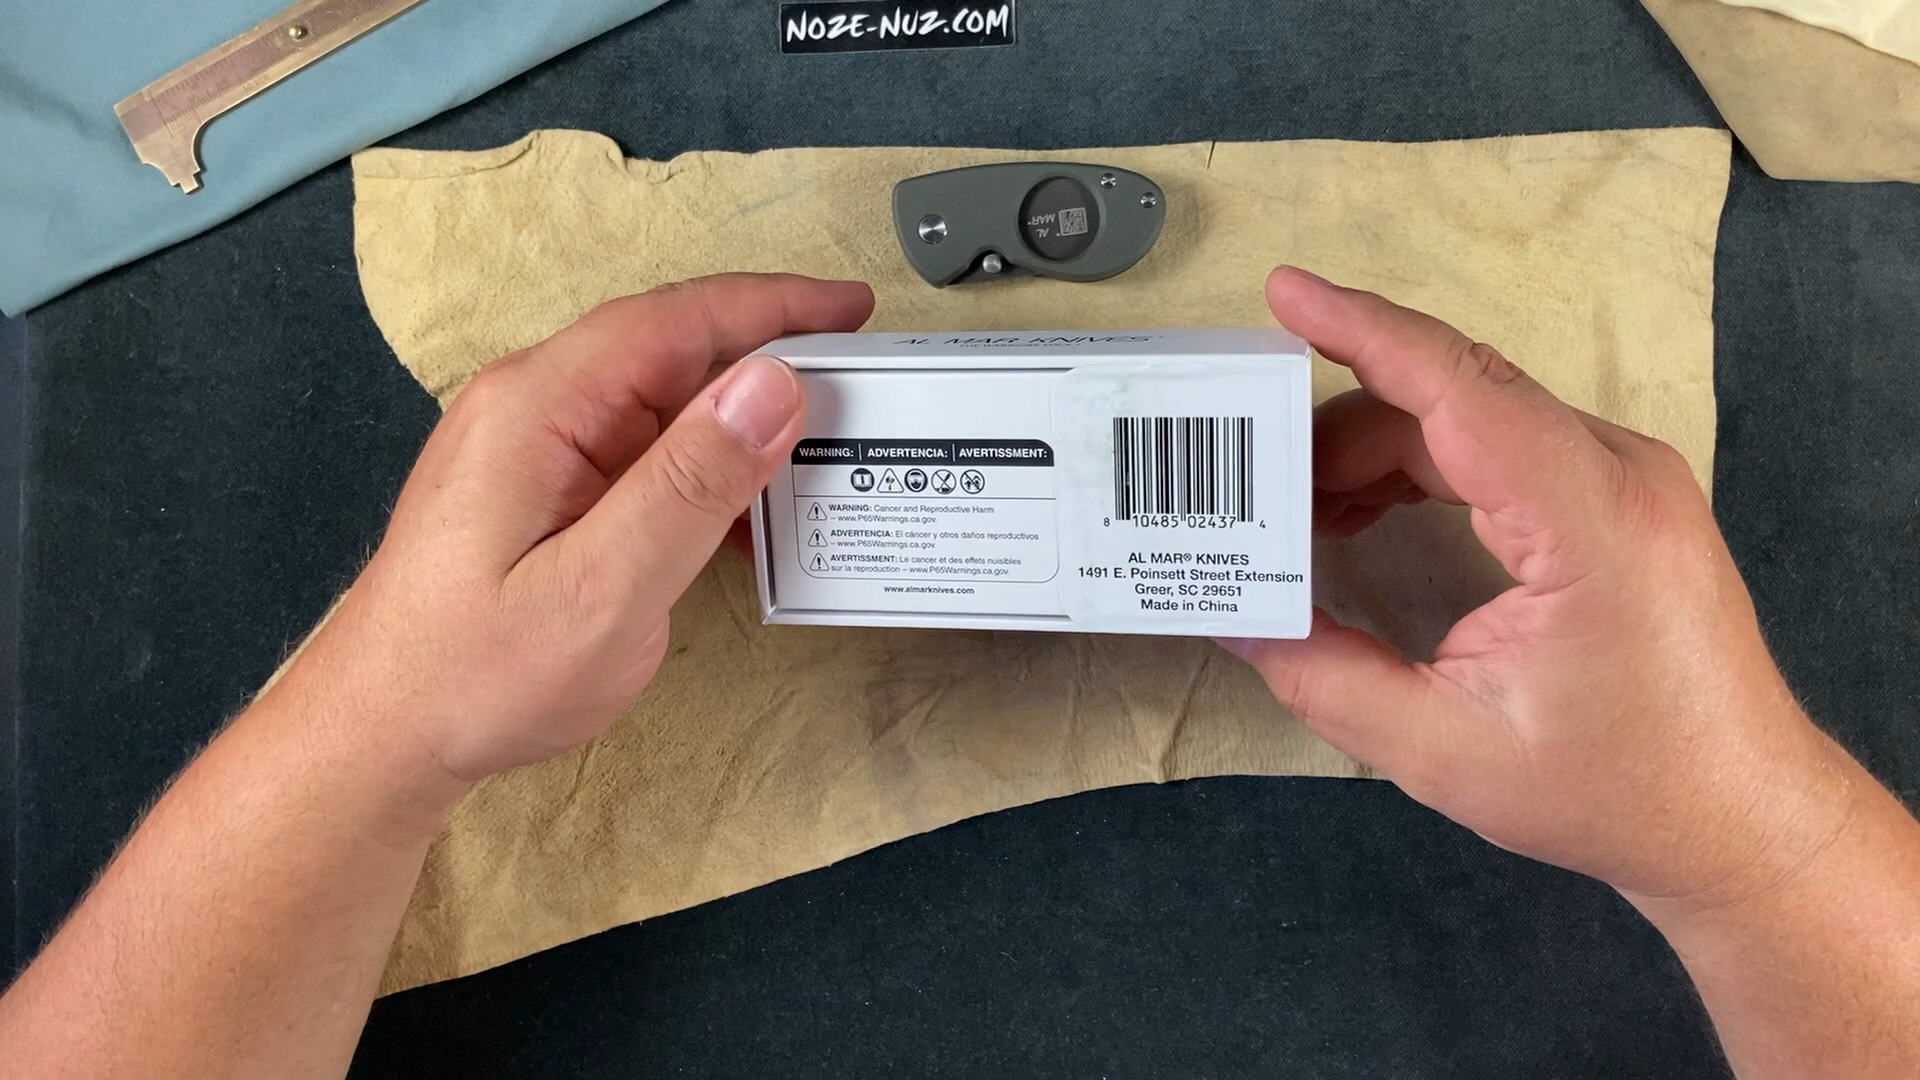 NOZE-NUZ.COM
AL
MAR
AL MAR KNIVES
WARNING: ADVERTENCIA: AVERTISSMENT:
WARNING: Cancer and Reproductive Harm
– www.P65Warnings.ca.gov.
ADVERTENCIA: El cáncer y otros daños reproductivos
– www.P65Warnings.ca.gov.
AVERTISSMENT: Le cancer et des effets nuisibles
sur la reproduction – www.P65Warnings.ca.gov.
www.almarknives.com
8 10485 02437 4
AL MAR® KNIVES
1491 E. Poinsett Street Extension
Greer, SC 29651
Made in China